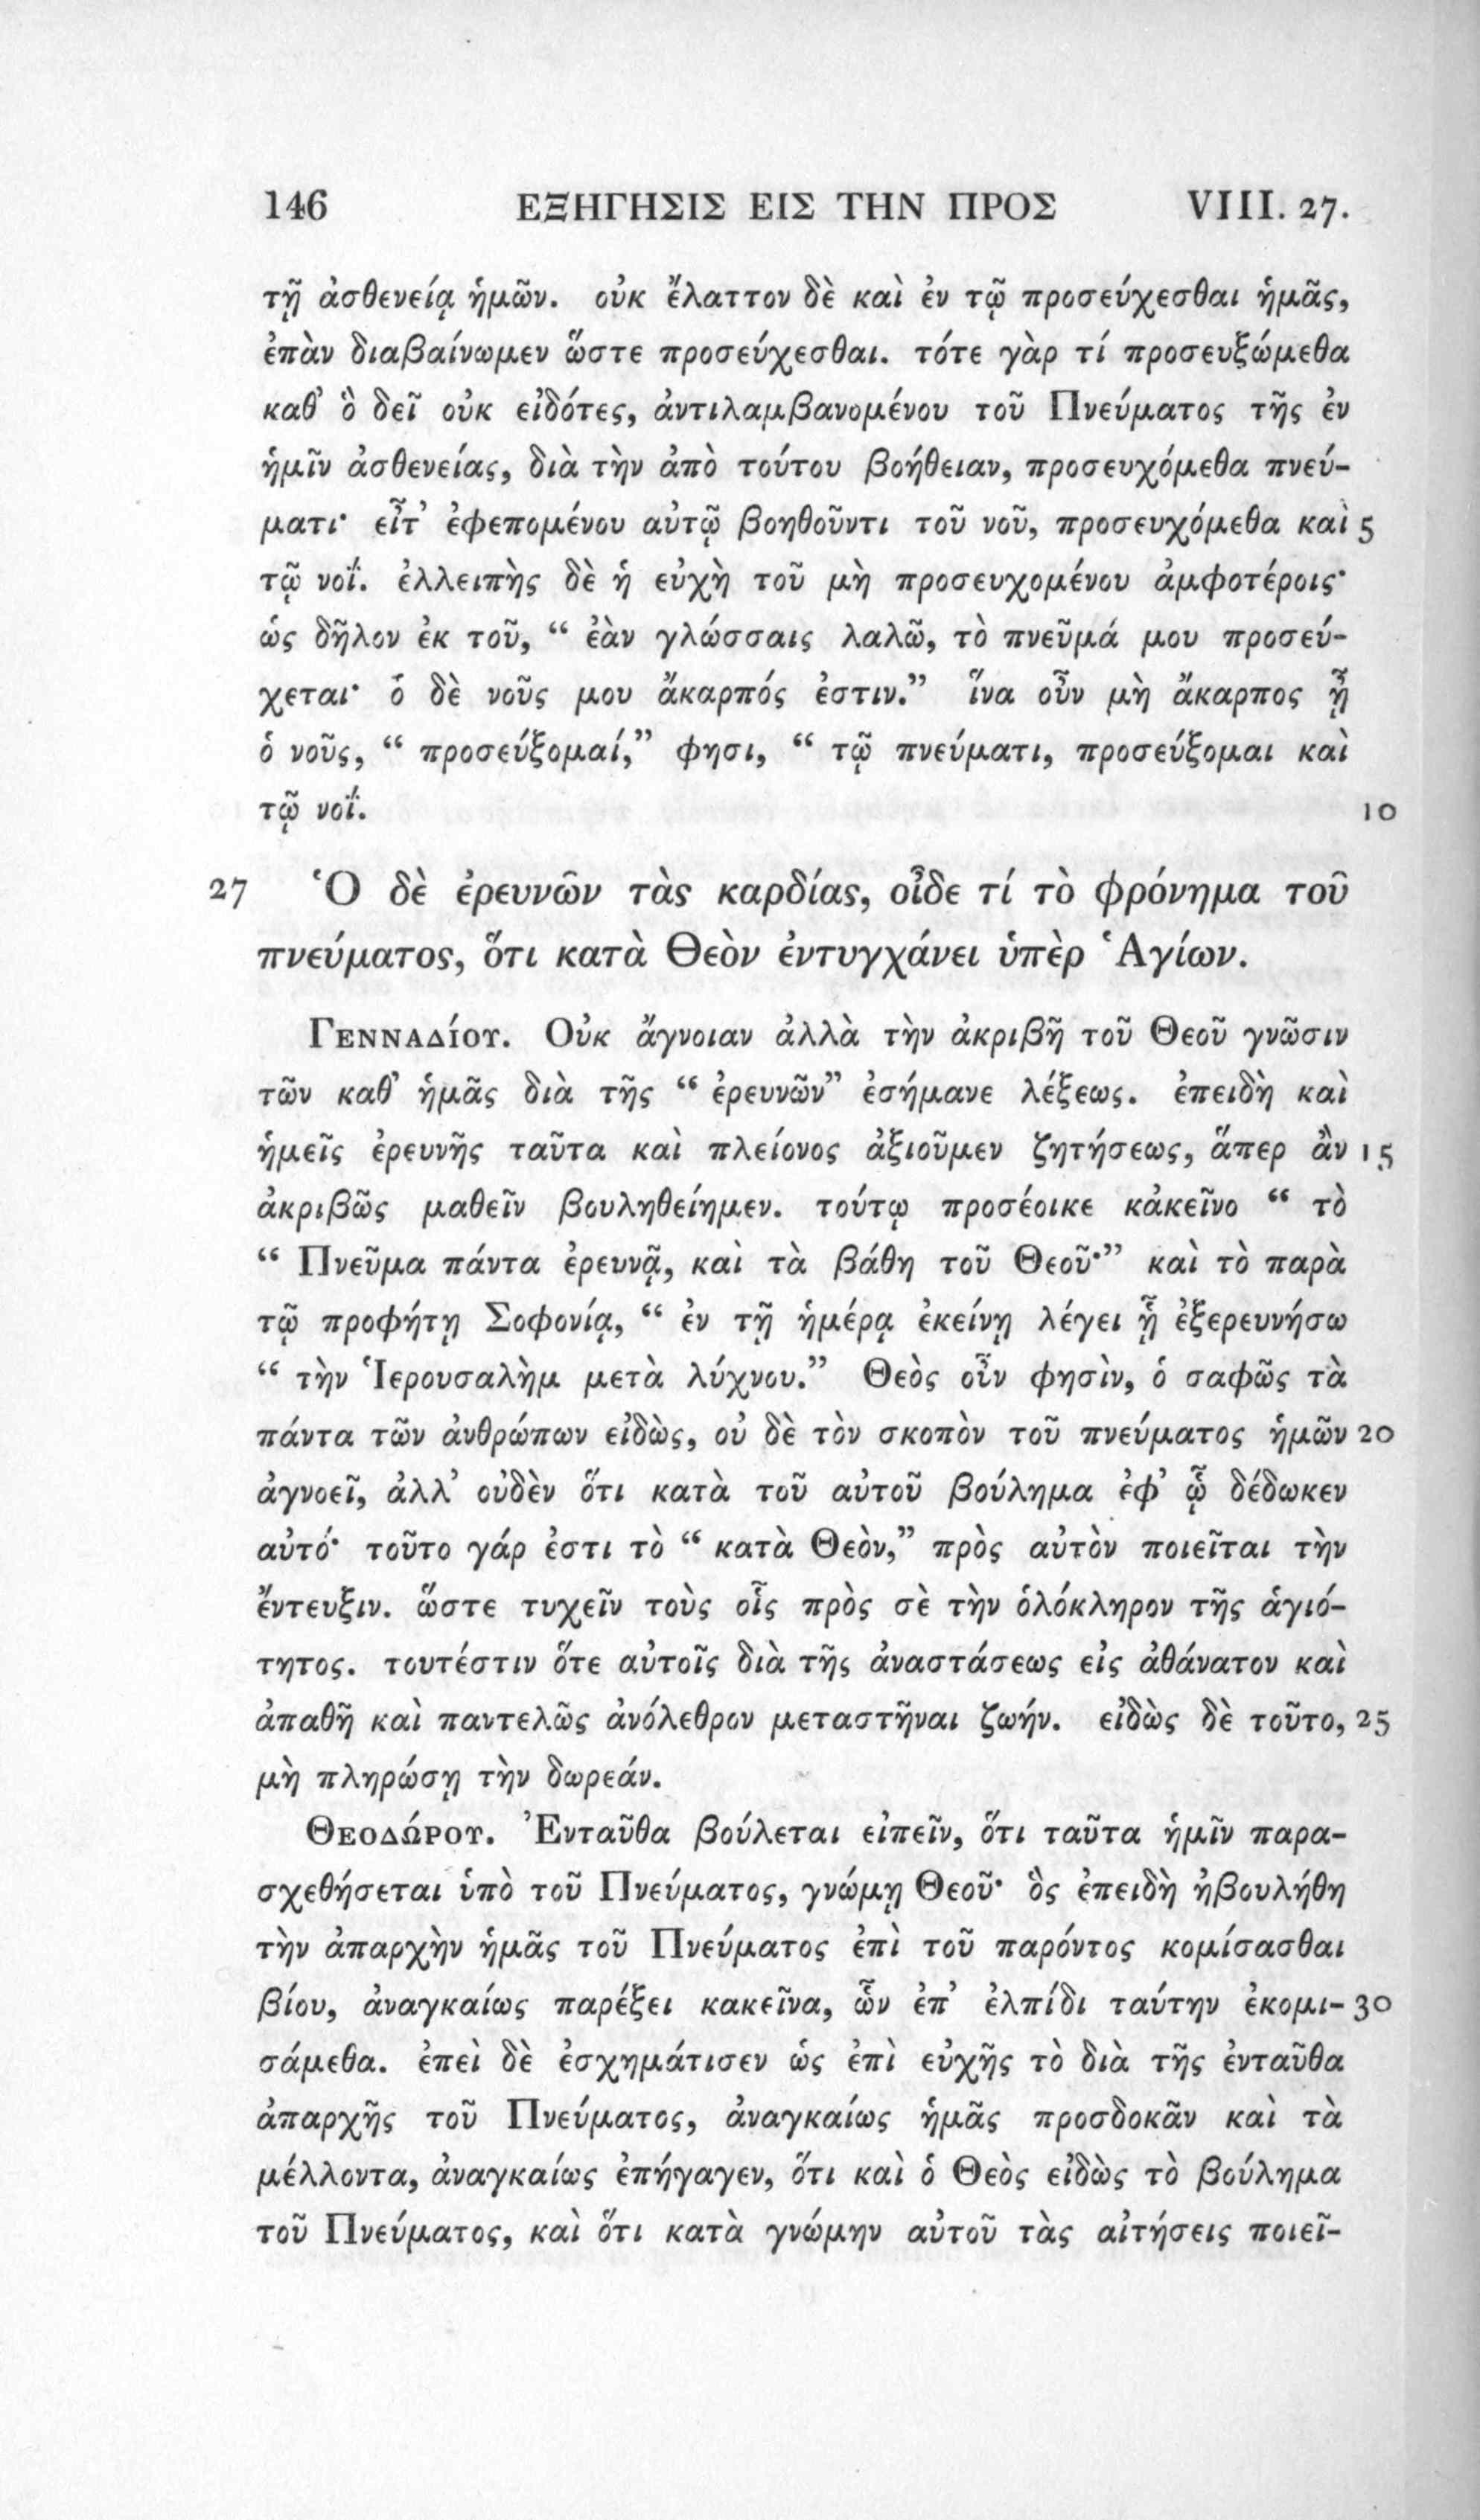 146 ΕΞΗΓΗΣΙΣ ΕΙΣ ΤΗΝ ΠΡΟΣ VIII. 27.
τῇ ἀσθενείᾳ ἡμῶν. οὐκ ἔλαττον δὲ καὶ ἐν τῷ προσεύχεσθαι ἡμᾶς,
ἐπὰν διαβαίνωμεν ὥστε προσεύχεσθαι. τότε γὰρ τί προσευξώμεθα
καθ' ὃ δεῖ οὐκ εἰδότες, ἀντιλαμβανομένου τοῦ Πνεύματος τῆς ἐν
ἡμῖν ἀσθενείας, διὰ τὴν ἀπὸ τούτου βοήθειαν, προσευχόμεθα πνεύ-
ματι· εἶτ' ἐφεπομένου αὐτῷ βοηθοῦντι τοῦ νοῦ, προσευχόμεθα καὶ 5
τῷ νοΐ. ἐλλειπὴς δὲ ἡ εὐχὴ τοῦ μὴ προσευχομένου ἀμφοτέροις·
ὡς δῆλον ἐκ τοῦ, “ ἐὰν γλώσσαις λαλῶ, τὸ πνεῦμά μου προσεύ-
χεται· ὁ δὲ νοῦς μου ἄκαρπός ἐστιν.” ἵνα οὖν μὴ ἄκαρπος ᾖ
ὁ νοῦς, “ προσεύξομαί,” φησι, “ τῷ πνεύματι, προσεύξομαι καὶ
τῷ νοΐ. 10
27 Ὁ δὲ ἐρευνῶν τὰς καρδίας, οἶδε τί τὸ φρόνημα τοῦ
πνεύματος, ὅτι κατὰ Θεὸν ἐντυγχάνει ὑπὲρ Ἁγίων.
Γενναδίου. Οὐκ ἄγνοιαν ἀλλὰ τὴν ἀκριβῆ τοῦ Θεοῦ γνῶσιν
τῶν καθ' ἡμᾶς διὰ τῆς “ ἐρευνῶν” ἐσήμανε λέξεως. ἐπειδὴ καὶ
ἡμεῖς ἐρευνῆς ταῦτα καὶ πλείονος ἀξιοῦμεν ζητήσεως, ἅπερ ἂν 15
ἀκριβῶς μαθεῖν βουληθείημεν. τούτῳ προσέοικε κἀκεῖνο “ τὸ
“ Πνεῦμα πάντα ἐρευνᾷ, καὶ τὰ βάθη τοῦ Θεοῦ·” καὶ τὸ παρὰ
τῷ προφήτῃ Σοφονίᾳ, “ ἐν τῇ ἡμέρᾳ ἐκείνῃ λέγει ᾗ ἐξερευνήσω
“ τὴν Ἱερουσαλὴμ μετὰ λύχνου.” Θεὸς οὖν φησὶν, ὁ σαφῶς τὰ
πάντα τῶν ἀνθρώπων εἰδὼς, οὐ δὲ τὸν σκοπὸν τοῦ πνεύματος ἡμῶν 20
ἀγνοεῖ, ἀλλ' οὐδὲν ὅτι κατὰ τοῦ αὐτοῦ βούλημα ἐφ' ᾧ δέδωκεν
αὐτό· τοῦτο γάρ ἐστι τὸ “ κατὰ Θεὸν,” πρὸς αὐτὸν ποιεῖται τὴν
ἔντευξιν. ὥστε τυχεῖν τοὺς οἷς πρὸς σὲ τὴν ὁλόκληρον τῆς ἁγιό-
τητος. τουτέστιν ὅτε αὐτοῖς διὰ τῆς ἀναστάσεως εἰς ἀθάνατον καὶ
ἀπαθῆ καὶ παντελῶς ἀνόλεθρον μεταστῆναι ζωήν. εἰδὼς δὲ τοῦτο, 25
μὴ πληρώσῃ τὴν δωρεάν.
Θεοδώρου. Ἐνταῦθα βούλεται εἰπεῖν, ὅτι ταῦτα ἡμῖν παρα-
σχεθήσεται ὑπὸ τοῦ Πνεύματος, γνώμῃ Θεοῦ· ὃς ἐπειδὴ ἠβουλήθη
τὴν ἀπαρχὴν ἡμᾶς τοῦ Πνεύματος ἐπὶ τοῦ παρόντος κομίσασθαι
βίου, ἀναγκαίως παρέξει κακεῖνα, ὧν ἐπ' ἐλπίδι ταύτην ἐκομι- 30
σάμεθα. ἐπεὶ δὲ ἐσχημάτισεν ὡς ἐπὶ εὐχῆς τὸ διὰ τῆς ἐνταῦθα
ἀπαρχῆς τοῦ Πνεύματος, ἀναγκαίως ἡμᾶς προσδοκᾶν καὶ τὰ
μέλλοντα, ἀναγκαίως ἐπήγαγεν, ὅτι καὶ ὁ Θεὸς εἰδὼς τὸ βούλημα
τοῦ Πνεύματος, καὶ ὅτι κατὰ γνώμην αὐτοῦ τὰς αἰτήσεις ποιεῖ-